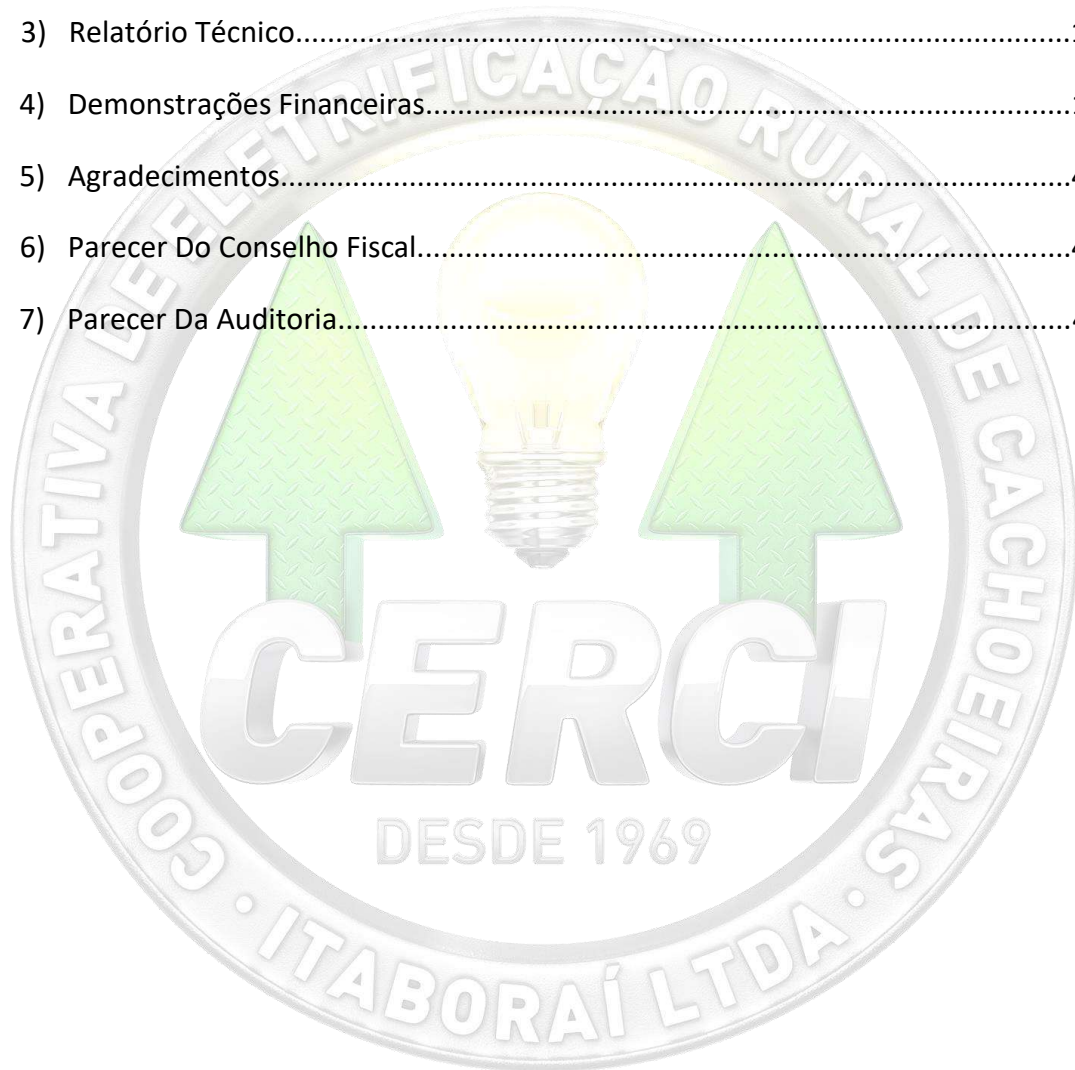 3) Relatório Técnico....................................................................................
4) Demonstrações Financeiras....................................................................................
5) Agradecimentos....................................................................................
6) Parecer Do Conselho Fiscal....................................................................................
7) Parecer Da Auditoria....................................................................................
COOPERATIVA DE ELETRIFICAÇÃO RURAL DE CACHOEIRAS · ITABORAÍ LTDA ·
CERCI
DESDE 1969